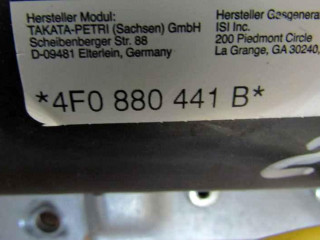 Hersteller Modul:
TAKATA-PETRI (Sachsen) GmbH
Scheibenberger Str. 88
D-09481 Elterlein, Germany
Hersteller Gasgenera
ISI Inc.
200 Piedmont Circle
La Grange, GA 30240,
*4F0 880 441 B*